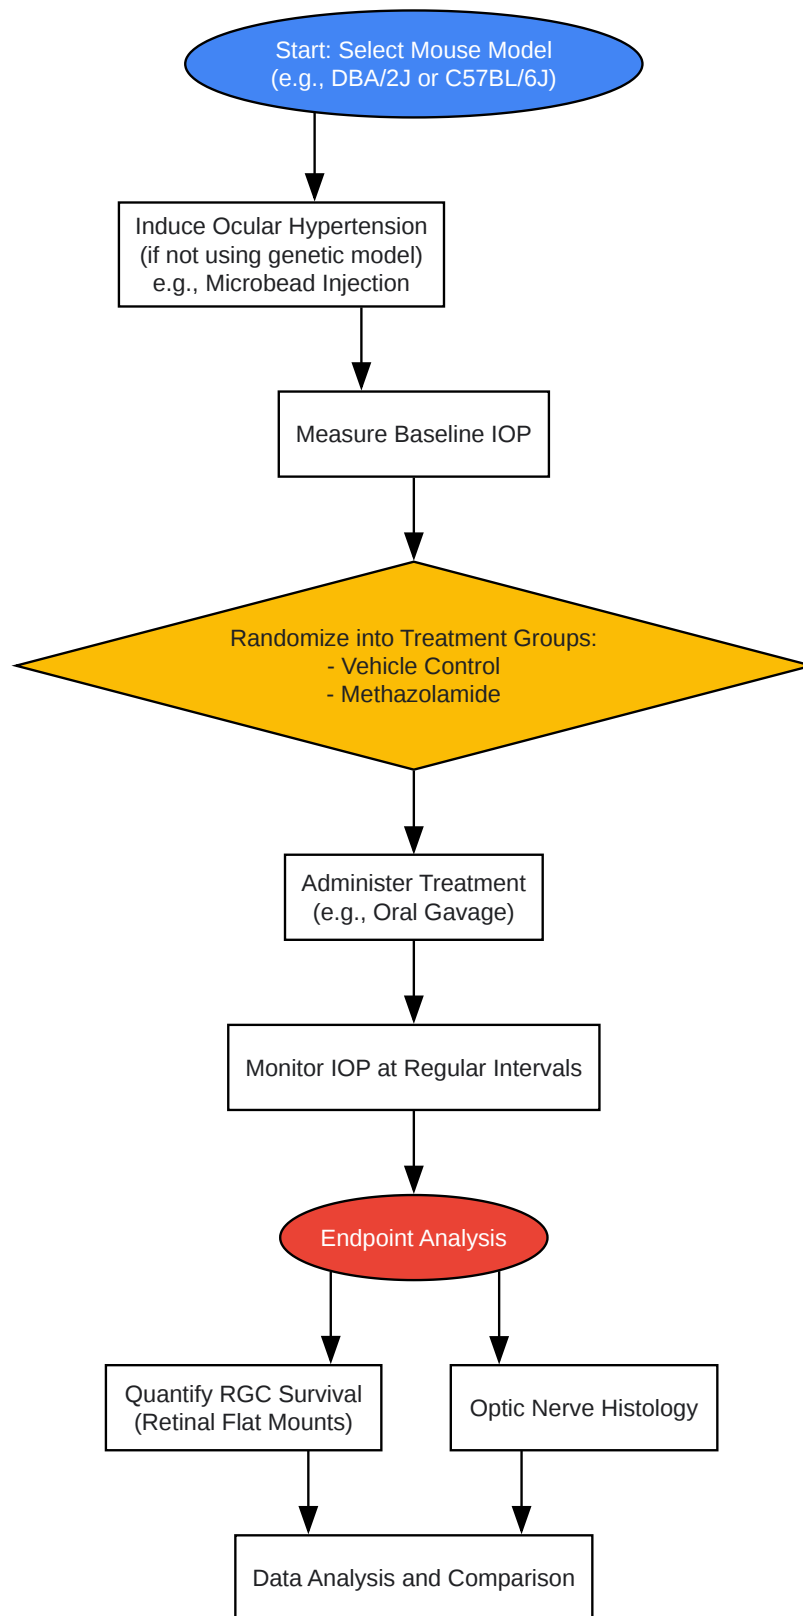 Start: Select Mouse Model
(e.g., DBA/2J or C57BL/6J)
Induce Ocular Hypertension
(if not using genetic model)
e.g., Microbead Injection
Measure Baseline IOP
Randomize into Treatment Groups:
- Vehicle Control
- Methazolamide
Administer Treatment
(e.g., Oral Gavage)
Monitor IOP at Regular Intervals
Endpoint Analysis
Quantify RGC Survival
(Retinal Flat Mounts)
Optic Nerve Histology
Data Analysis and Comparison